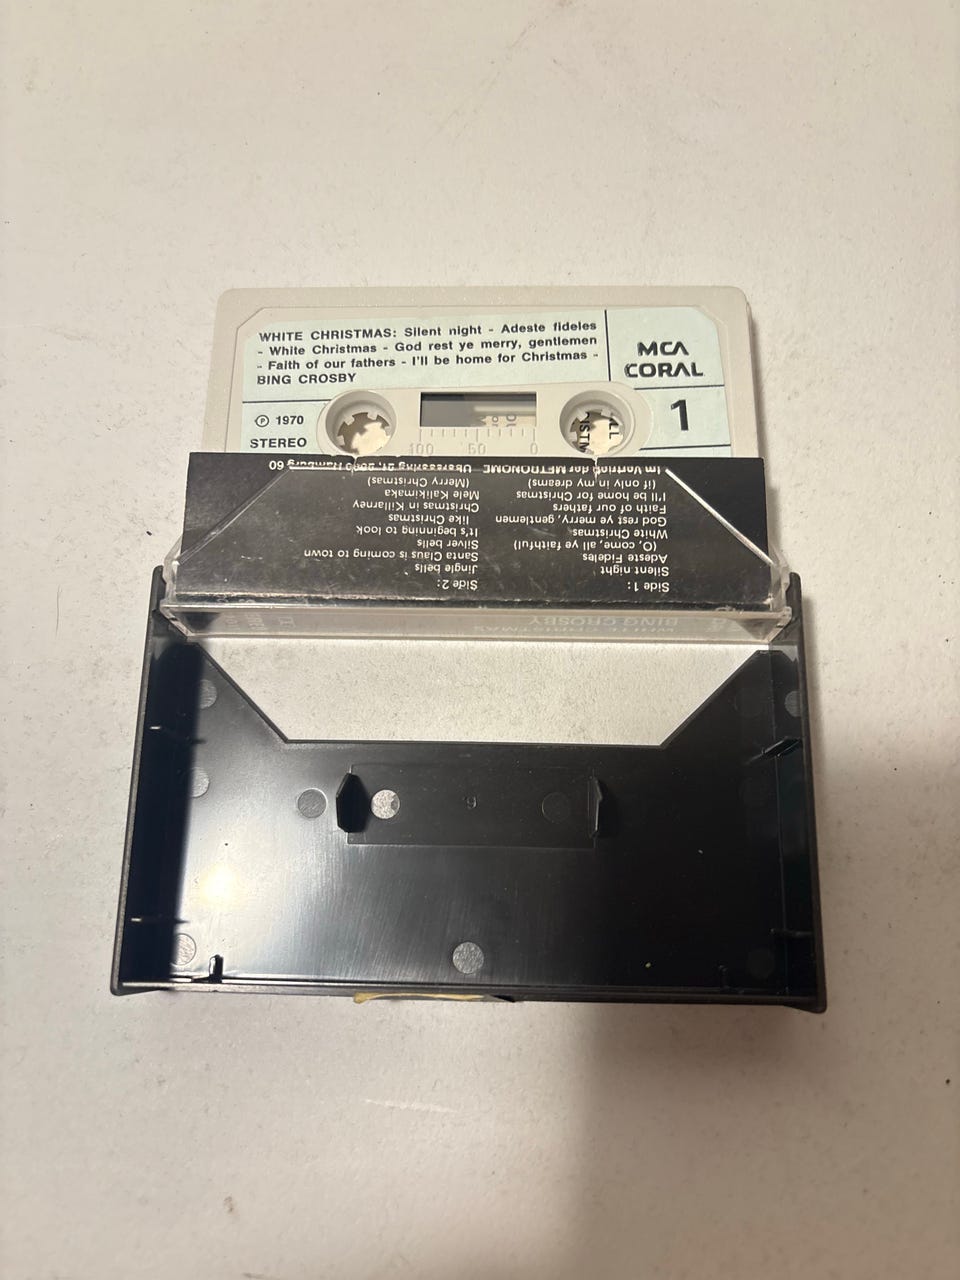 WHITE CHRISTMAS: Silent night - Adeste fideles
- White Christmas - God rest ye merry, gentlemen
- Faith of our fathers - I'll be home for Christmas -
BING CROSBY
MCA
CORAL
Ⓟ 1970
STEREO
1
100 50 0
Side 1:
Silent night
Adeste Fideles
(O, come, all ye faithful)
White Christmas
God rest ye merry, gentlemen
Faith of our fathers
I'll be home for Christmas
(if only in my dreams)
Im Vertrieb der METRONOME
Side 2:
Jingle bells
Santa Claus is coming to town
Silver bells
It's beginning to look
like Christmas
Christmas in Killarney
Mele Kalikimaka
(Merry Christmas)
Hamburg 60
WHITE CHRISTMAS
BING CROSBY
9